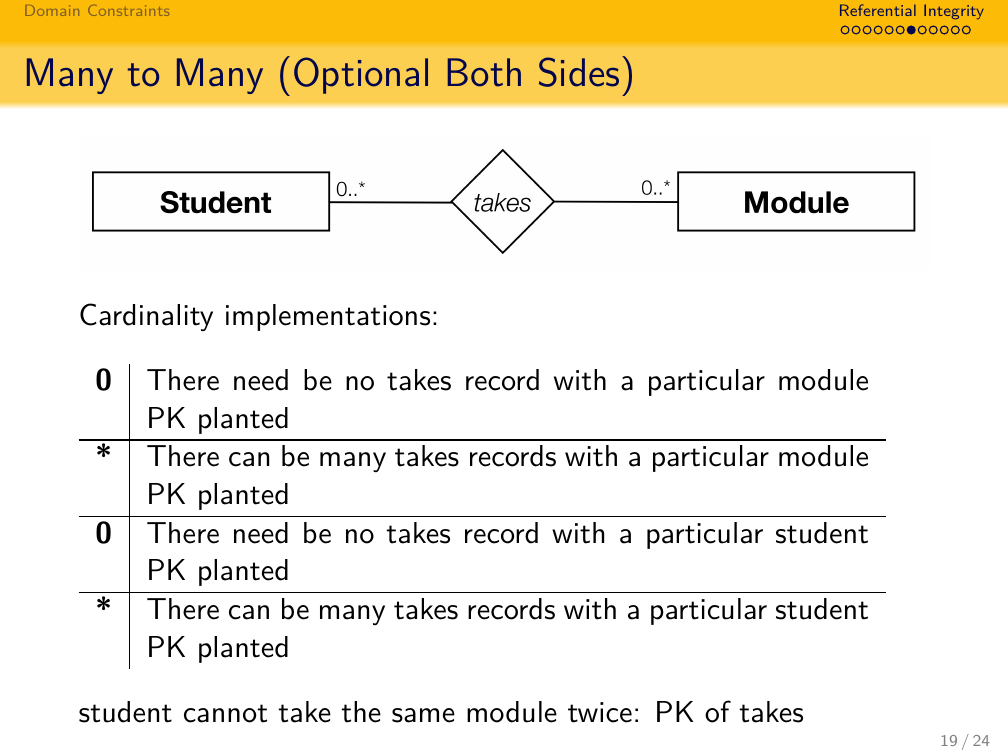 Domain Constraints
Referential Integrity
Many to Many (Optional Both Sides)
Student 0..* takes 0..* Module
Cardinality implementations:
0 There need be no takes record with a particular module
PK planted
* There can be many takes records with a particular module
PK planted
0 There need be no takes record with a particular student
PK planted
* There can be many takes records with a particular student
PK planted
student cannot take the same module twice: PK of takes
19 / 24